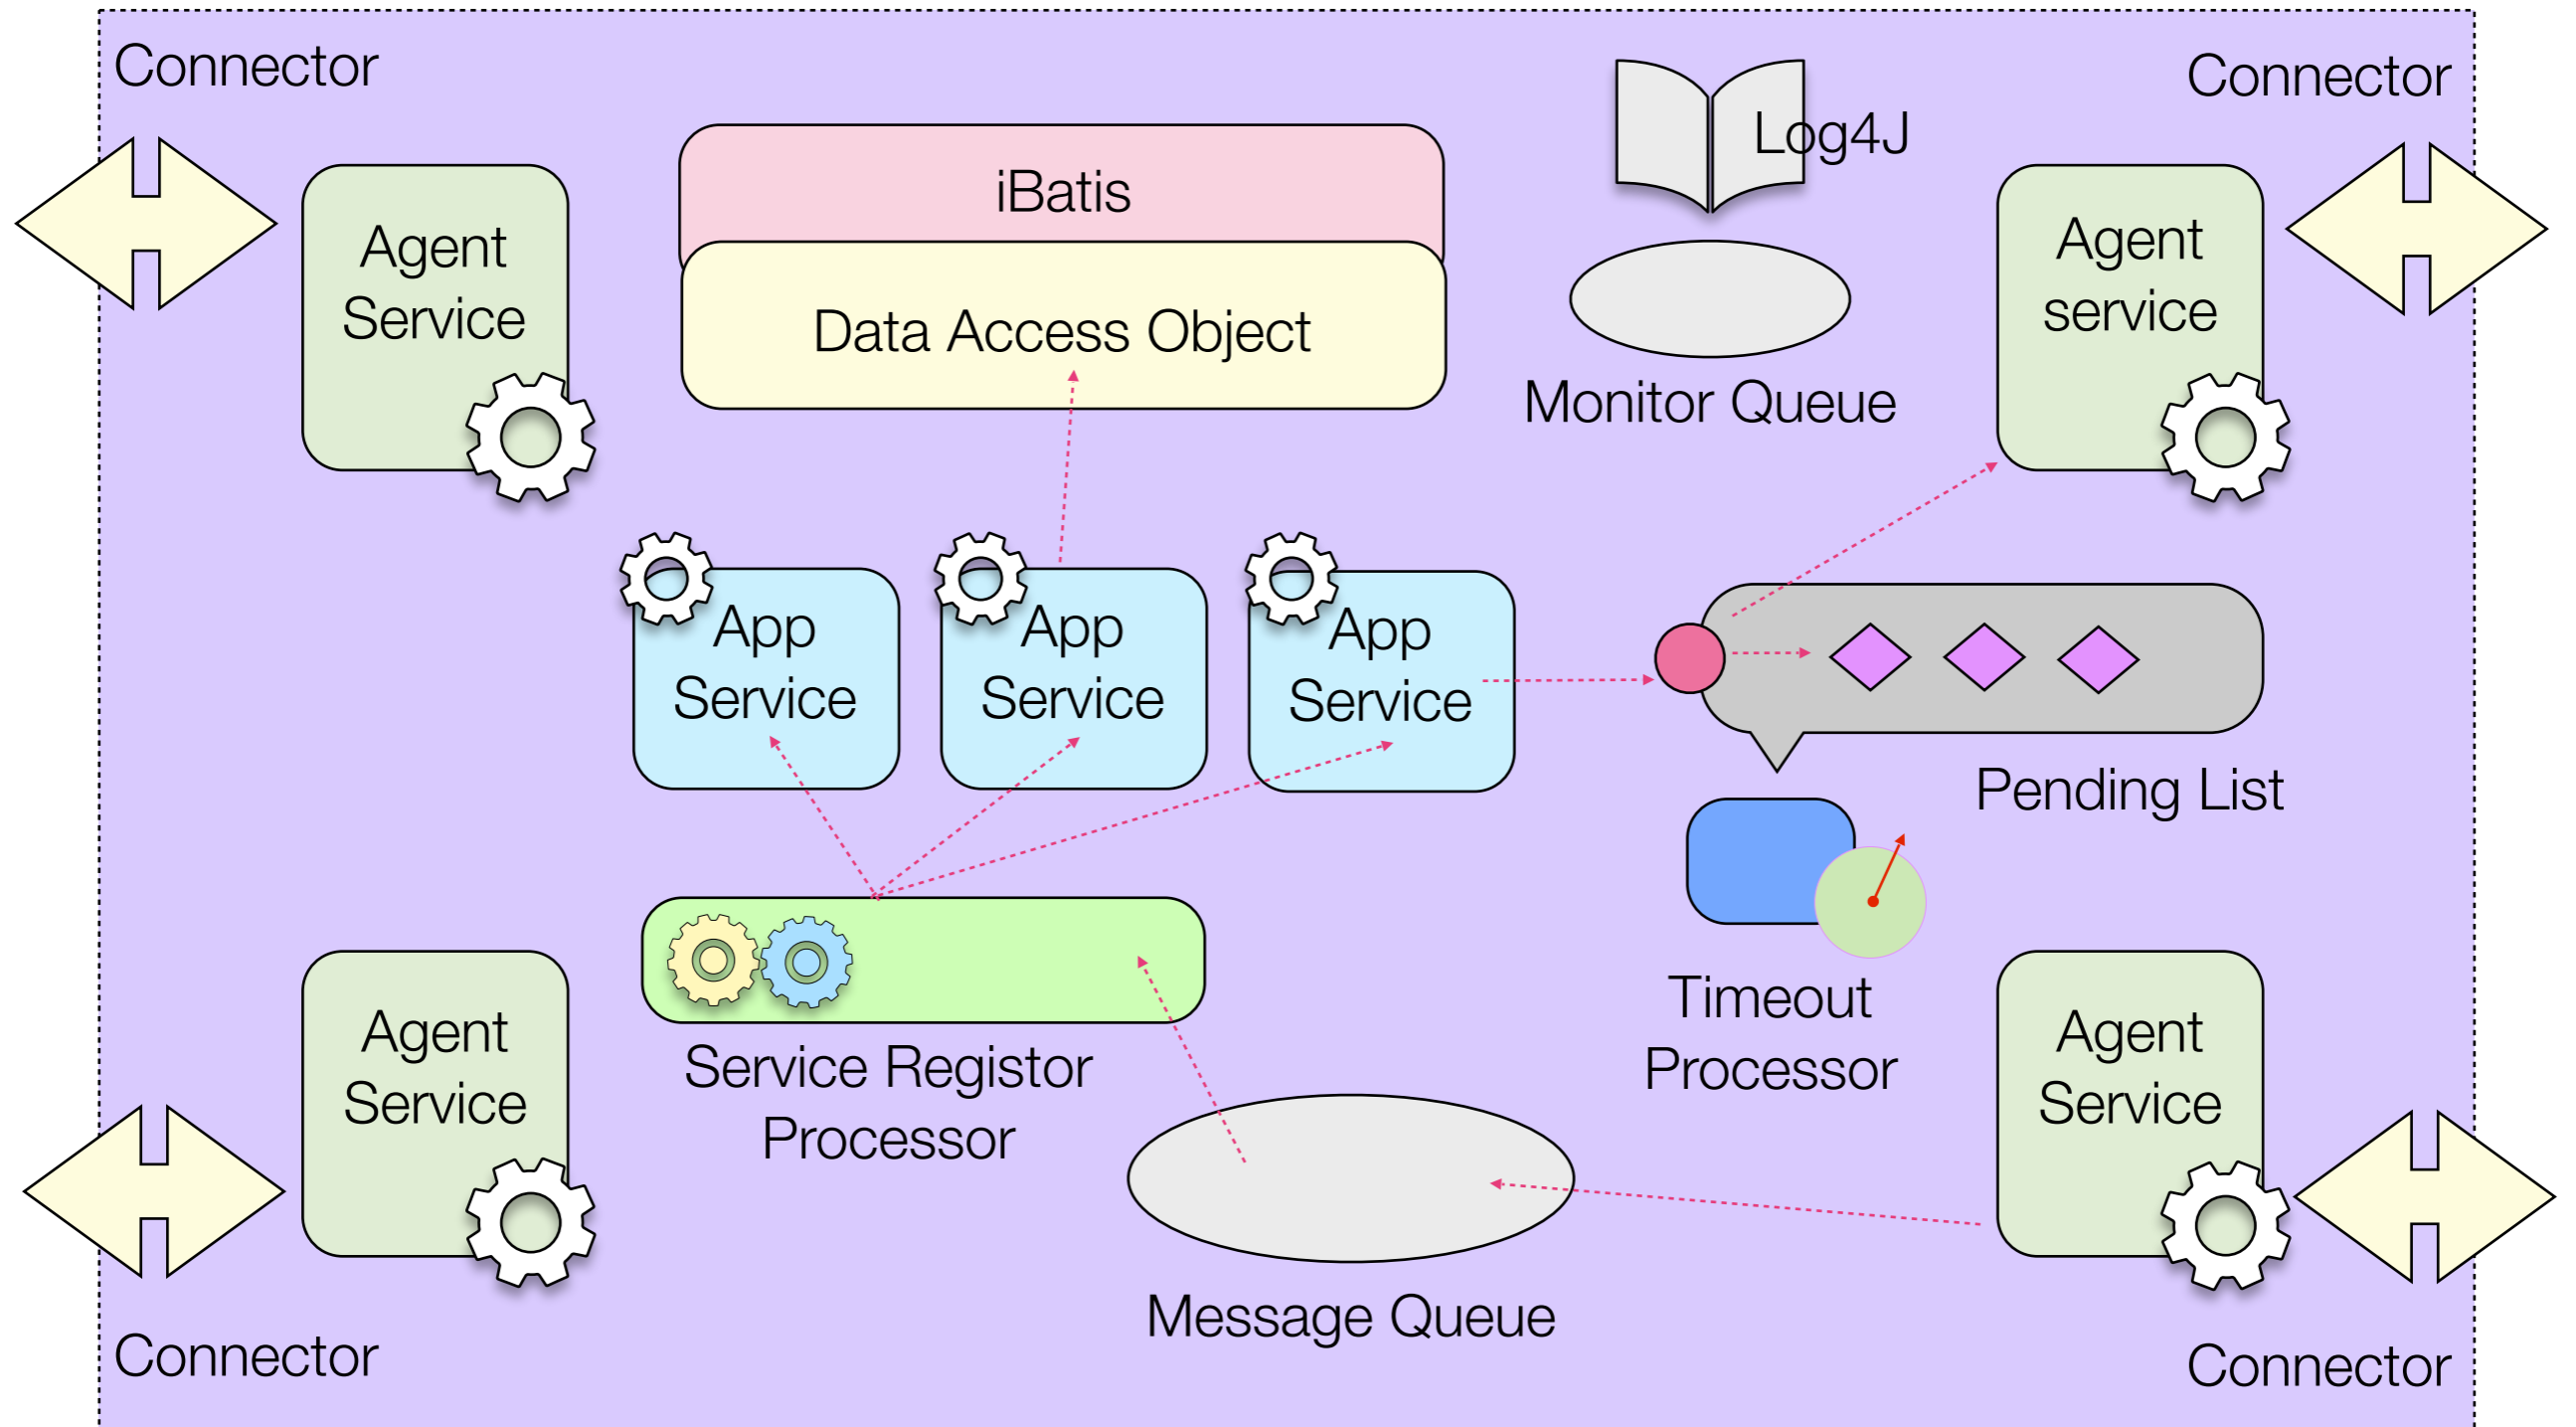 Connector
Connector
Log4J
iBatis
Agent
Service
Agent
service
Data Access Object
Monitor Queue
App
Service
App
Service
App
Service
Pending List
Timeout
Processor
Agent
Service
Agent
Service
Service Registor
Processor
Message Queue
Connector
Connector